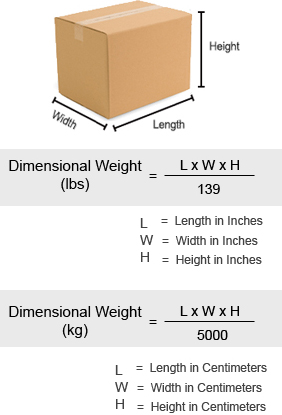 Height
Width
Length
Dimensional Weight
(lbs)
= L x W x H
139
L = Length in Inches
W = Width in Inches
H = Height in Inches
Dimensional Weight
(kg)
= L x W x H
5000
L = Length in Centimeters
W = Width in Centimeters
H = Height in Centimeters